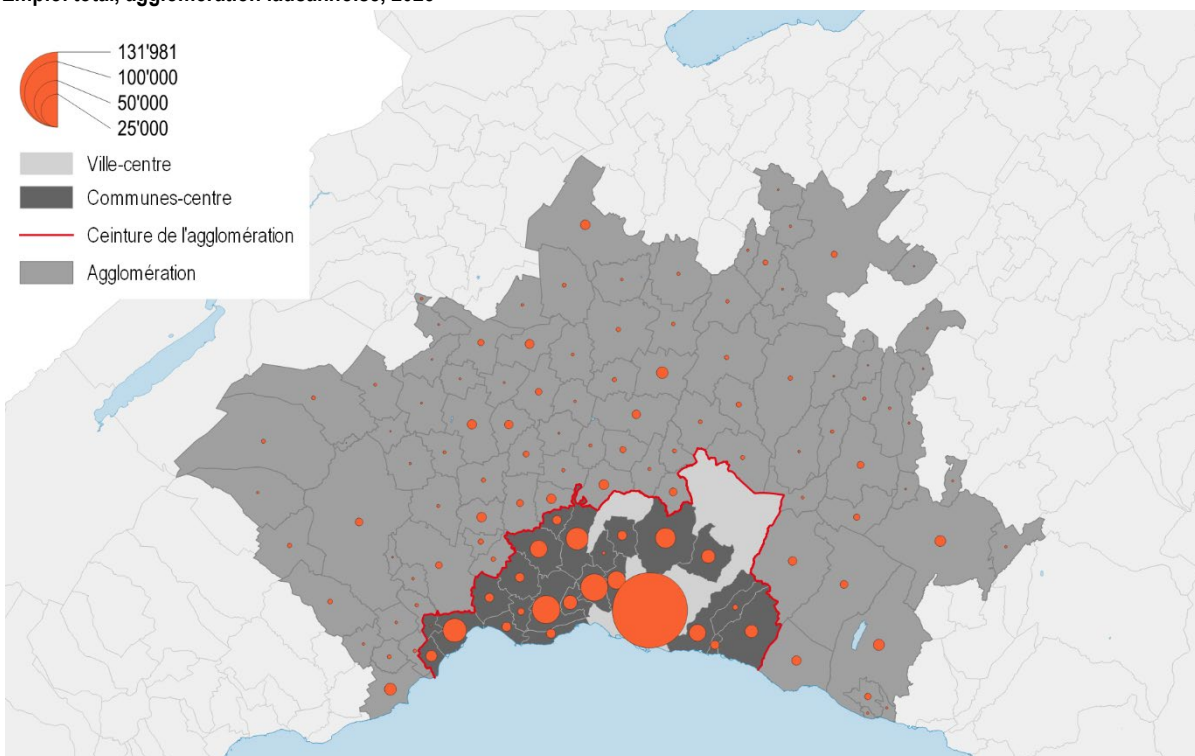 131'981
100'000
50'000
25'000
Ville-centre
Communes-centre
Ceinture de l'agglomération
Agglomération